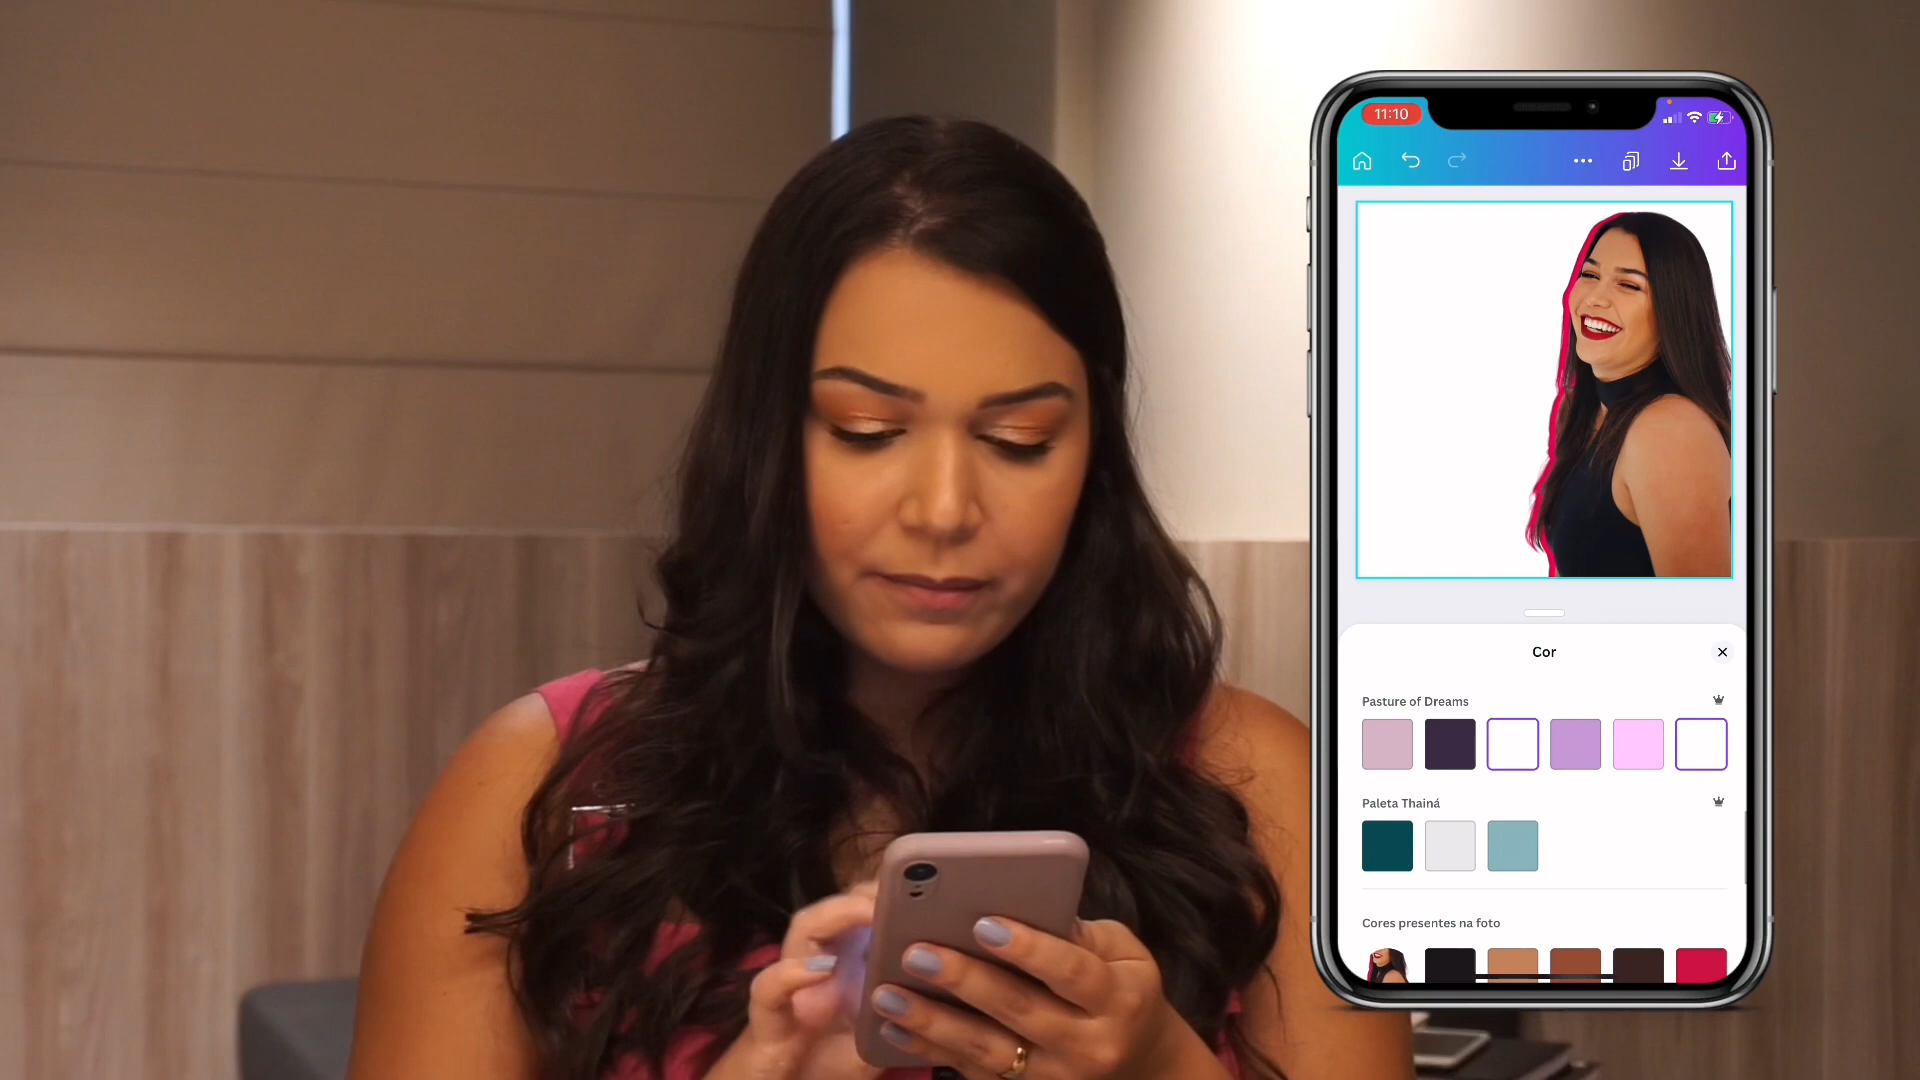 11:10
Cor
Pasture of Dreams
Paleta Thainá
Cores presentes na foto